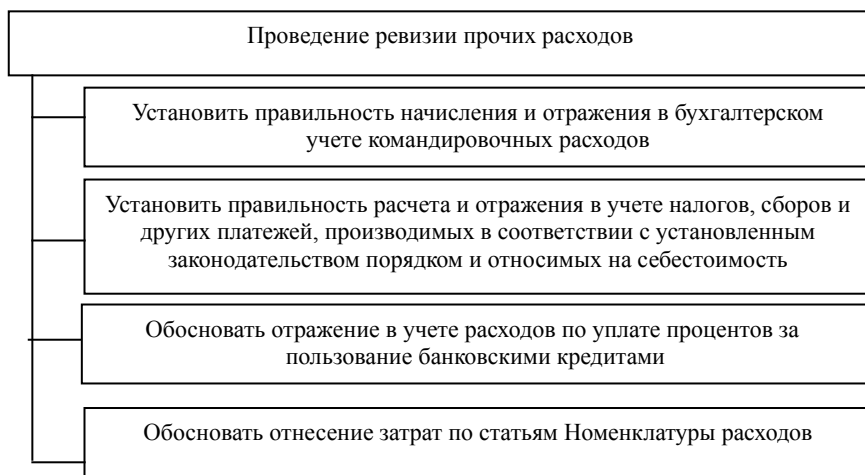 Проведение ревизии прочих расходов
Установить правильность начисления и отражения в бухгалтерском
учете командировочных расходов
Установить правильность расчета и отражения в учете налогов, сборов и
других платежей, производимых в соответствии с установленным
законодательством порядком и относимых на себестоимость
Обосновать отражение в учете расходов по уплате процентов за
пользование банковскими кредитами
Обосновать отнесение затрат по статьям Номенклатуры расходов